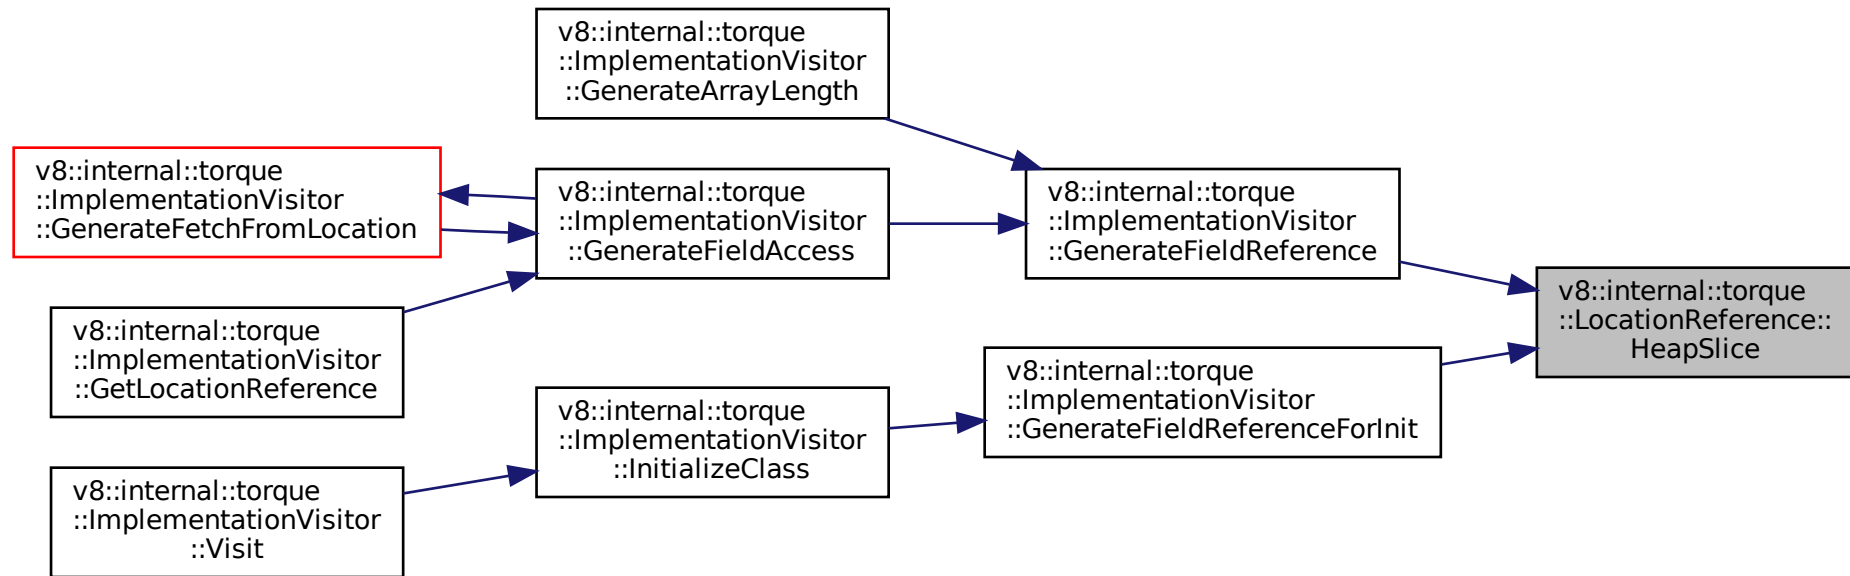 v8::internal::torque
::ImplementationVisitor
::GenerateArrayLength
v8::internal::torque
::ImplementationVisitor
::GenerateFetchFromLocation
v8::internal::torque
::ImplementationVisitor
::GenerateFieldAccess
v8::internal::torque
::ImplementationVisitor
::GenerateFieldReference
v8::internal::torque
::LocationReference::
HeapSlice
v8::internal::torque
::ImplementationVisitor
::GetLocationReference
v8::internal::torque
::ImplementationVisitor
::InitializeClass
v8::internal::torque
::ImplementationVisitor
::GenerateFieldReferenceForInit
v8::internal::torque
::ImplementationVisitor
::Visit